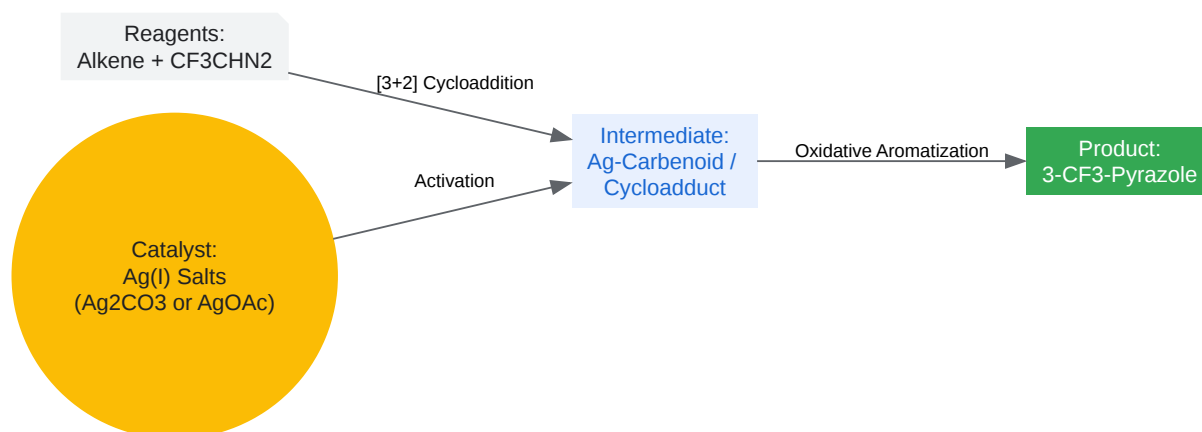 Reagents:
Alkene + CF3CHN2
[3+2] Cycloaddition
Activation
Catalyst:
Ag(I) Salts
(Ag2CO3 or AgOAc)
Intermediate:
Ag-Carbenoid /
Cycloadduct
Oxidative Aromatization
Product:
3-CF3-Pyrazole